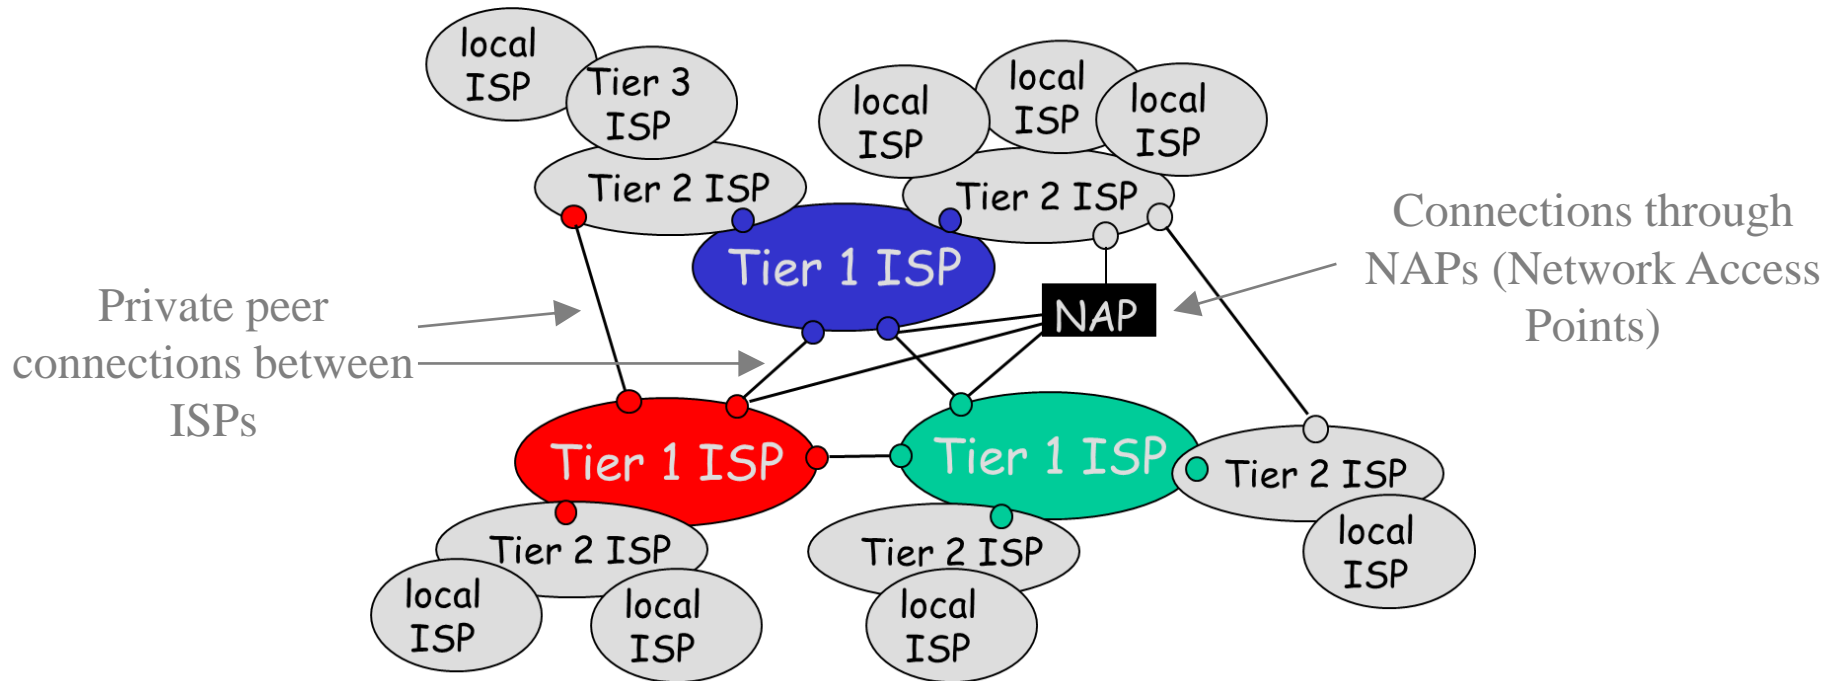 local
ISP
Tier 3
ISP
local
ISP
local
ISP
local
ISP
Tier 2 ISP
Tier 2 ISP
Tier 1 ISP
NAP
Connections through
NAPs (Network Access
Points)
Private peer
connections between
ISPs
Tier 1 ISP
Tier 1 ISP
Tier 2 ISP
local
ISP
Tier 2 ISP
local
ISP
local
ISP
Tier 2 ISP
local
ISP